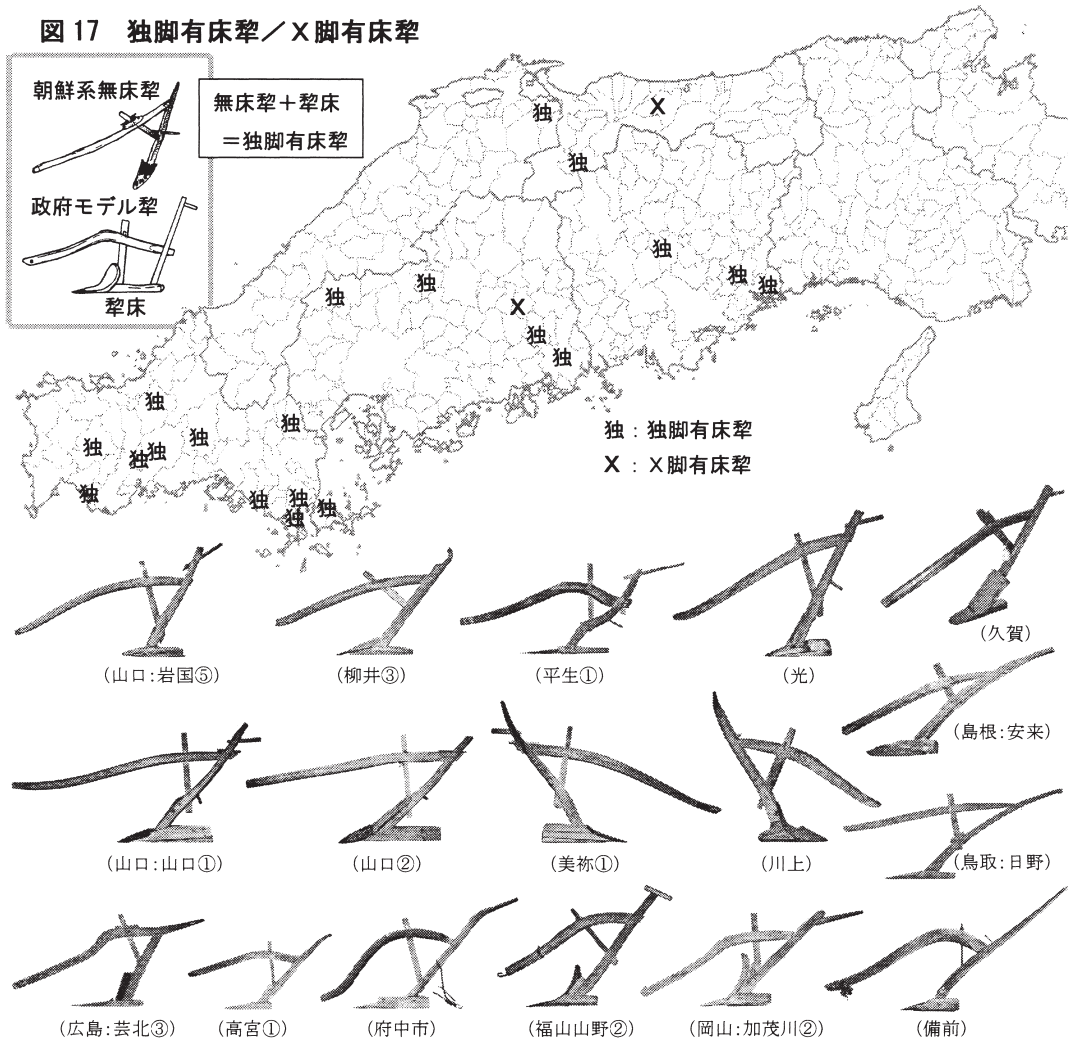 図17 独脚有床犂／X脚有床犂
朝鮮系無床犂
無床犂＋犂床
＝独脚有床犂
政府モデル犂
犂床
独
X
独
独
独
独
独
独
X
独
独
独
独
独
独
独
独
独
独
独
独
独
独：独脚有床犂
X：X脚有床犂
(山口:岩国⑤)
(柳井③)
(平生①)
(光)
(久賀)
(島根:安来)
(山口:山口①)
(山口②)
(美祢①)
(川上)
(鳥取:日野)
(広島:芸北③)
(高宮①)
(府中市)
(福山山野②)
(岡山:加茂川②)
(備前)